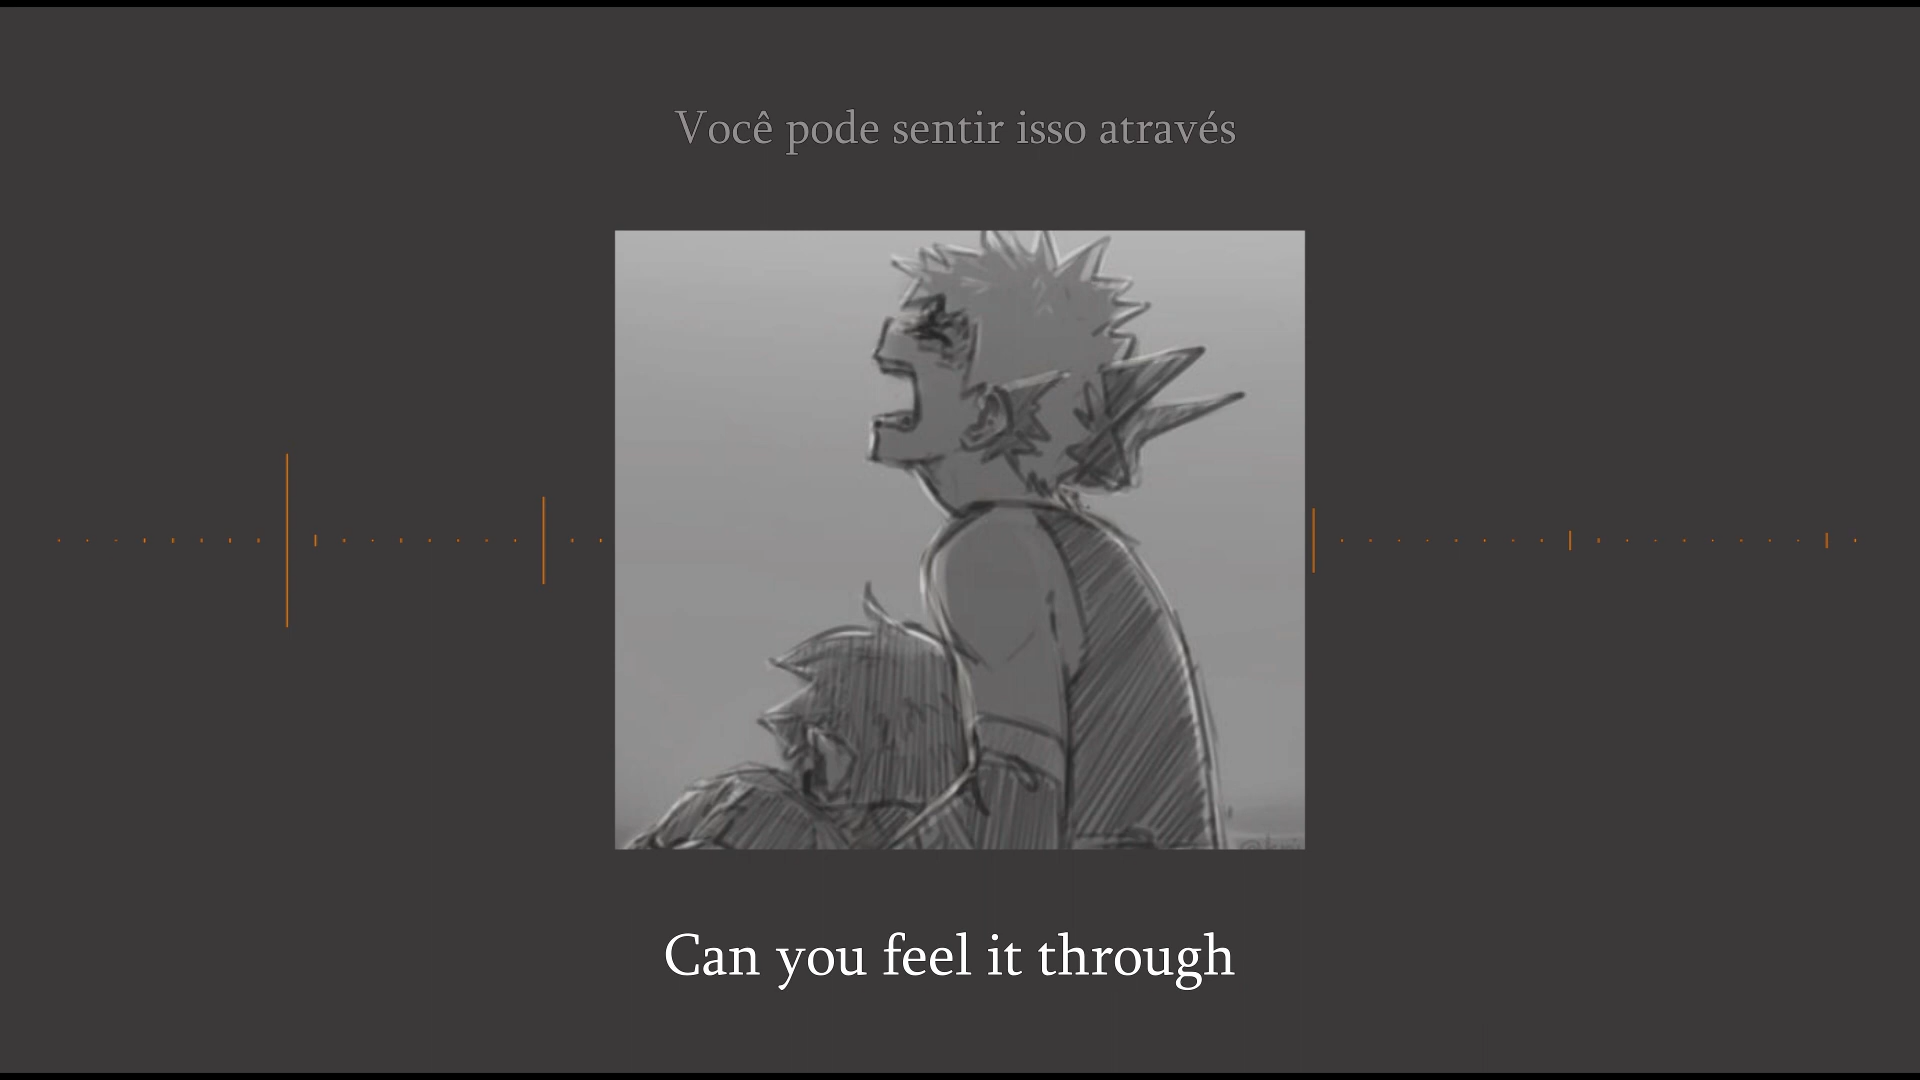 Você pode sentir isso através
Can you feel it through